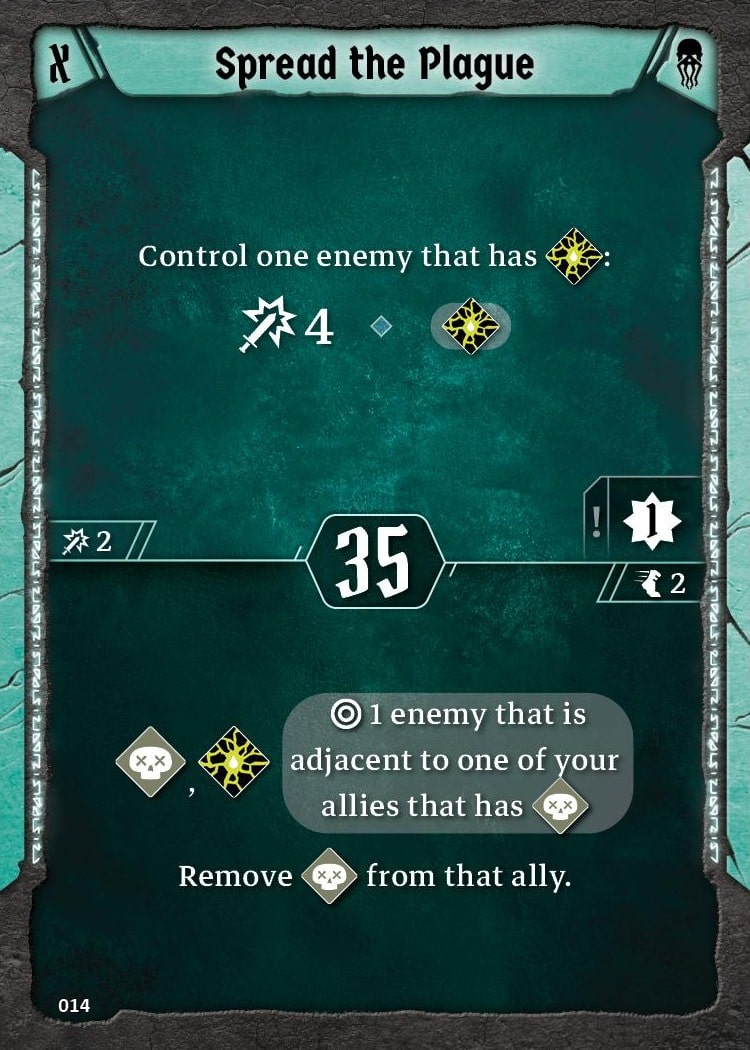 א
Spread the Plague
Control one enemy that has :
4
2
35
! 1
2
1 enemy that is
,
adjacent to one of your
allies that has
Remove from that ally.
014